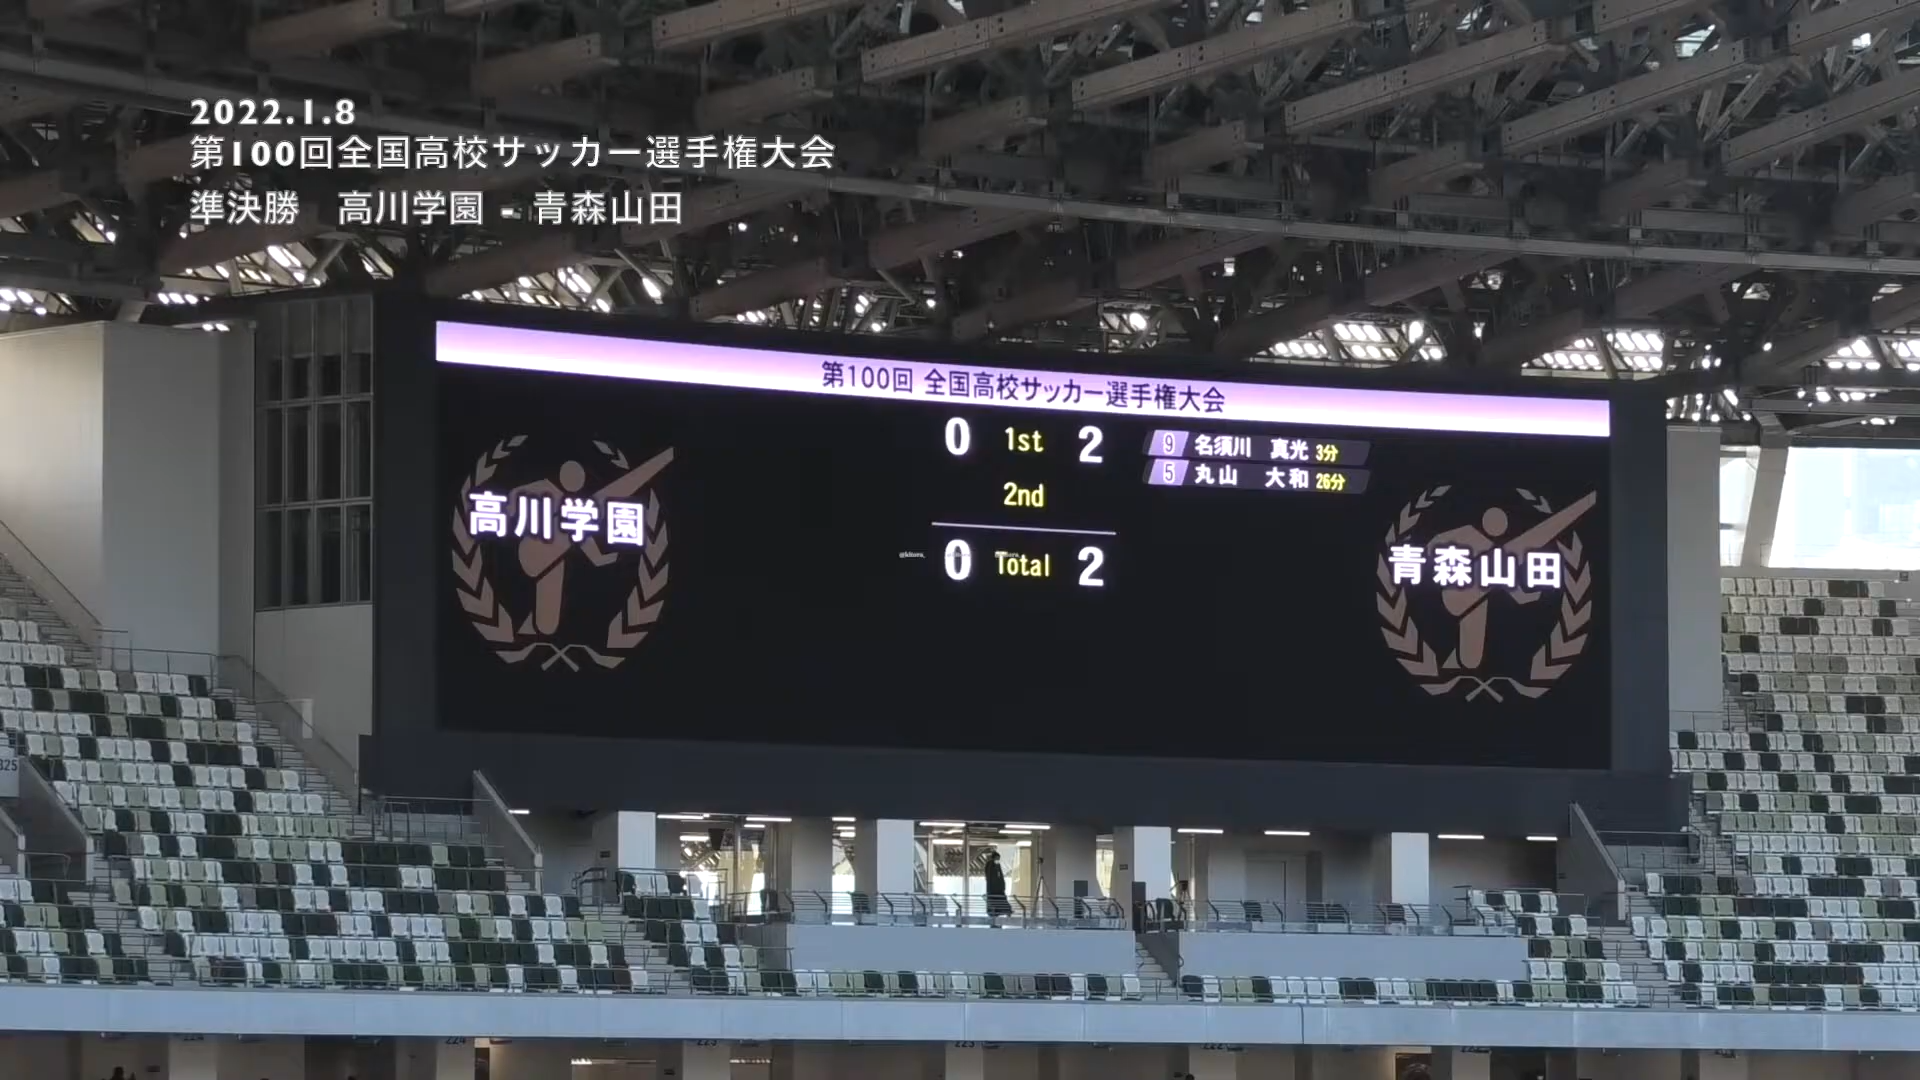 2022.1.8
第100回全国高校サッカー選手権大会
準決勝　高川学園 - 青森山田
第100回 全国高校サッカー選手権大会
0 1st 2
9 名須川 真光 3分
5 丸山 大和 26分
2nd
高川学園
0 Total 2
青森山田